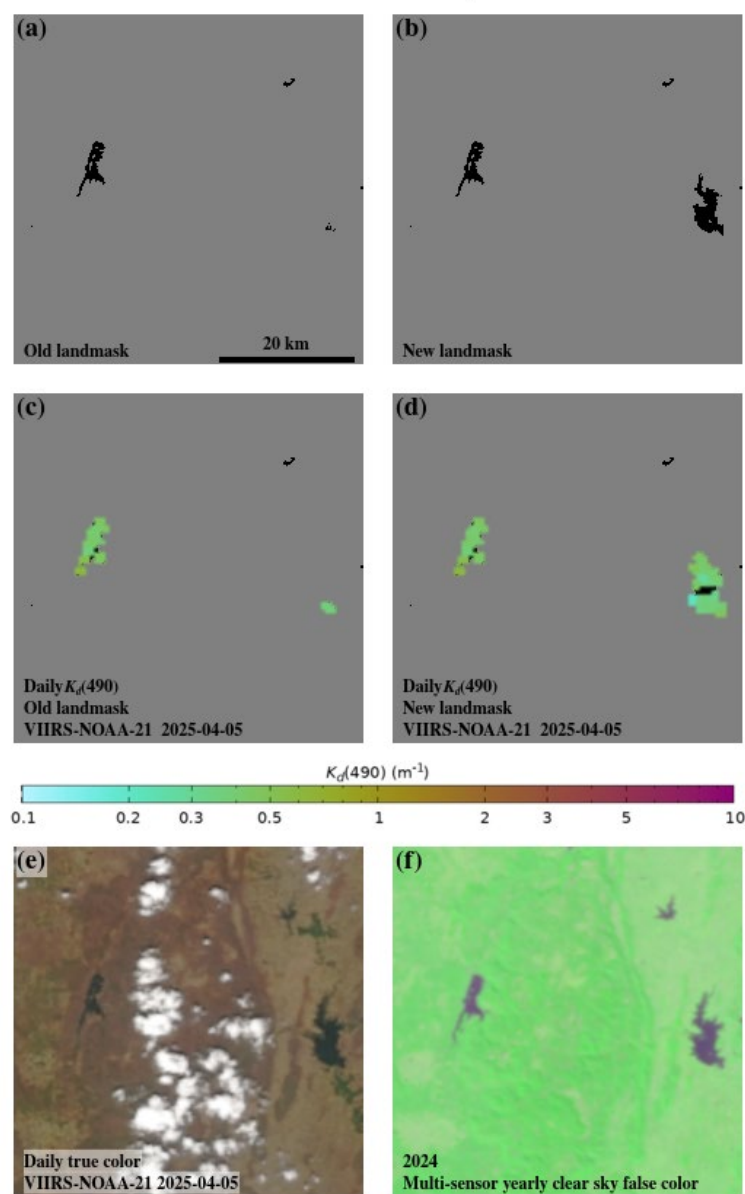 (a)
(b)
Old landmask
20 km
New landmask
(c)
(d)
Daily K_d(490)
Old landmask
VIIRS-NOAA-21 2025-04-05
Daily K_d(490)
New landmask
VIIRS-NOAA-21 2025-04-05
K_d(490) (m⁻¹)
0.1 0.2 0.3 0.5 1 2 3 5 10
(e)
(f)
Daily true color
VIIRS-NOAA-21 2025-04-05
2024
Multi-sensor yearly clear sky false color